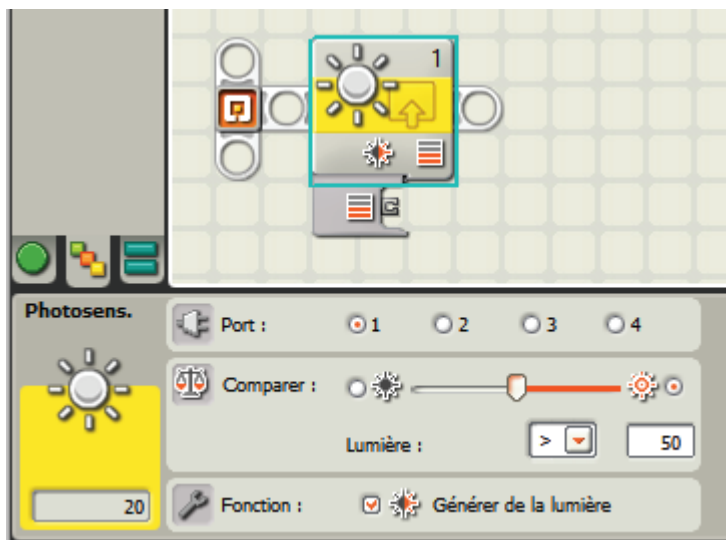 1
Photosens.
Port : 1 2 3 4
Comparer :
Lumière : > 50
20
Fonction : Générer de la lumière